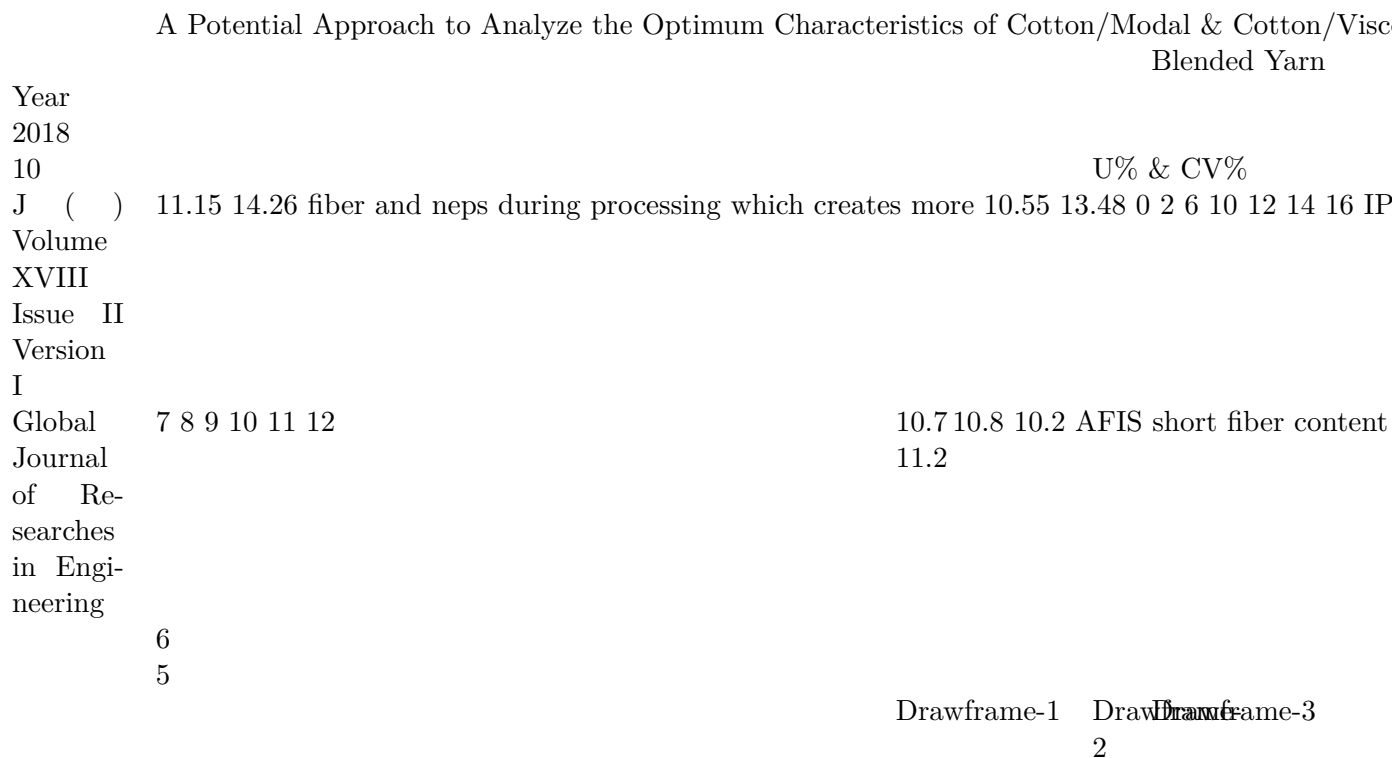 A Potential Approach to Analyze the Optimum Characteristics of Cotton/Modal & Cotton/Visc
Blended Yarn
Year
2018
10 U% & CV%
J ( ) 11.15 14.26 fiber and neps during processing which creates more 10.55 13.48 0 2 6 10 12 14 16 IP
Volume
XVIII
Issue II
Version
I
Global 7 8 9 10 11 12 10.7 10.8 10.2 AFIS short fiber content
Journal 11.2
of Re-
searches
in Engi-
neering
6
5
Drawframe-1 Drawframe- Drawframe-3
2